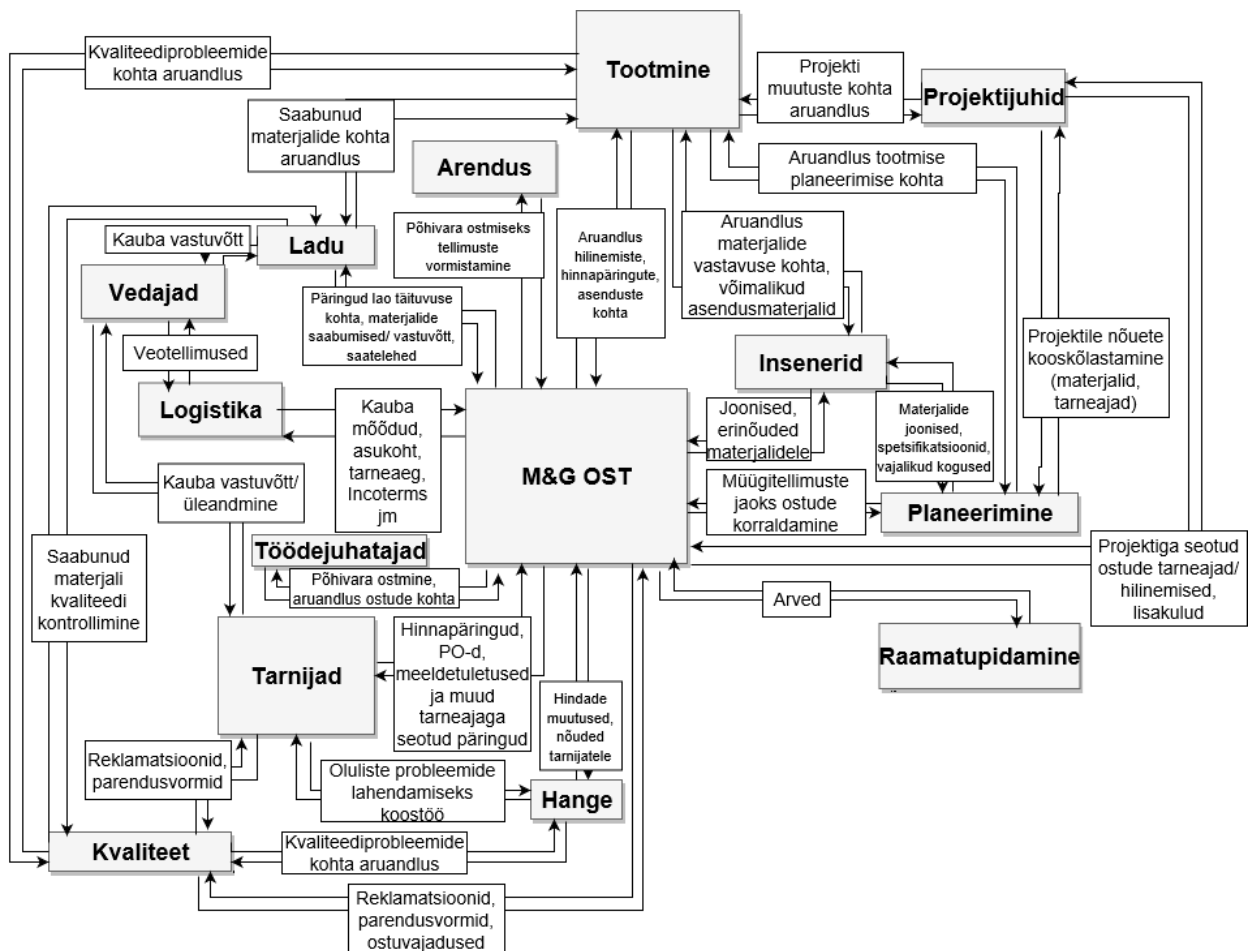 Kvaliteediprobleemide
kohta aruandlus
Tootmine
Projekti
muutuste kohta
aruandlus
Projektijuhid
Saabunud
materjalide kohta
aruandlus
Arendus
Aruandlus tootmise
planeerimise kohta
Kauba vastuvõtt
Ladu
Põhivara ostmiseks
tellimuste
vormistamine
Aruandlus
hilinemiste,
hinnapäringute,
asenduste
kohta
Aruandlus
materjalide
vastavuse kohta,
võimalikud
asendusmaterjalid
Vedajad
Päringud lao täituvuse
kohta, materjalide
saabumised/ vastuvõtt,
saatelehed
Veotellimused
Insenerid
Projektile nõuete
kooskõlastamine
(materjalid,
tarneajad)
Logistika
Kauba
mõõdud,
asukoht,
tarneaeg,
Incoterms
jm
M&G OST
Joonised,
erinõuded
materjalidele
Materjalide
joonised,
spetsifikatsioonid,
vajalikud kogused
Kauba vastuvõtt/
üleandmine
Müügitellimuste
jaoks ostude
korraldamine
Planeerimine
Töödejuhatajad
Saabunud
materjali
kvaliteedi
kontrollimine
Põhivara ostmine,
aruandlus ostude kohta
Projektiga seotud
ostude tarneajad/
hilinemised,
lisakulud
Arved
Tarnijad
Hinnapäringud,
PO-d,
meeldetuletused
ja muud
tarneajaga
seotud päringud
Raamatupidamine
Hindade
muutused,
nõuded
tarnijatele
Reklamatsioonid,
parendusvormid
Oluliste probleemide
lahendamiseks
koostöö
Hange
Kvaliteet
Kvaliteediprobleemide
kohta aruandlus
Reklamatsioonid,
parendusvormid,
ostuvajadused